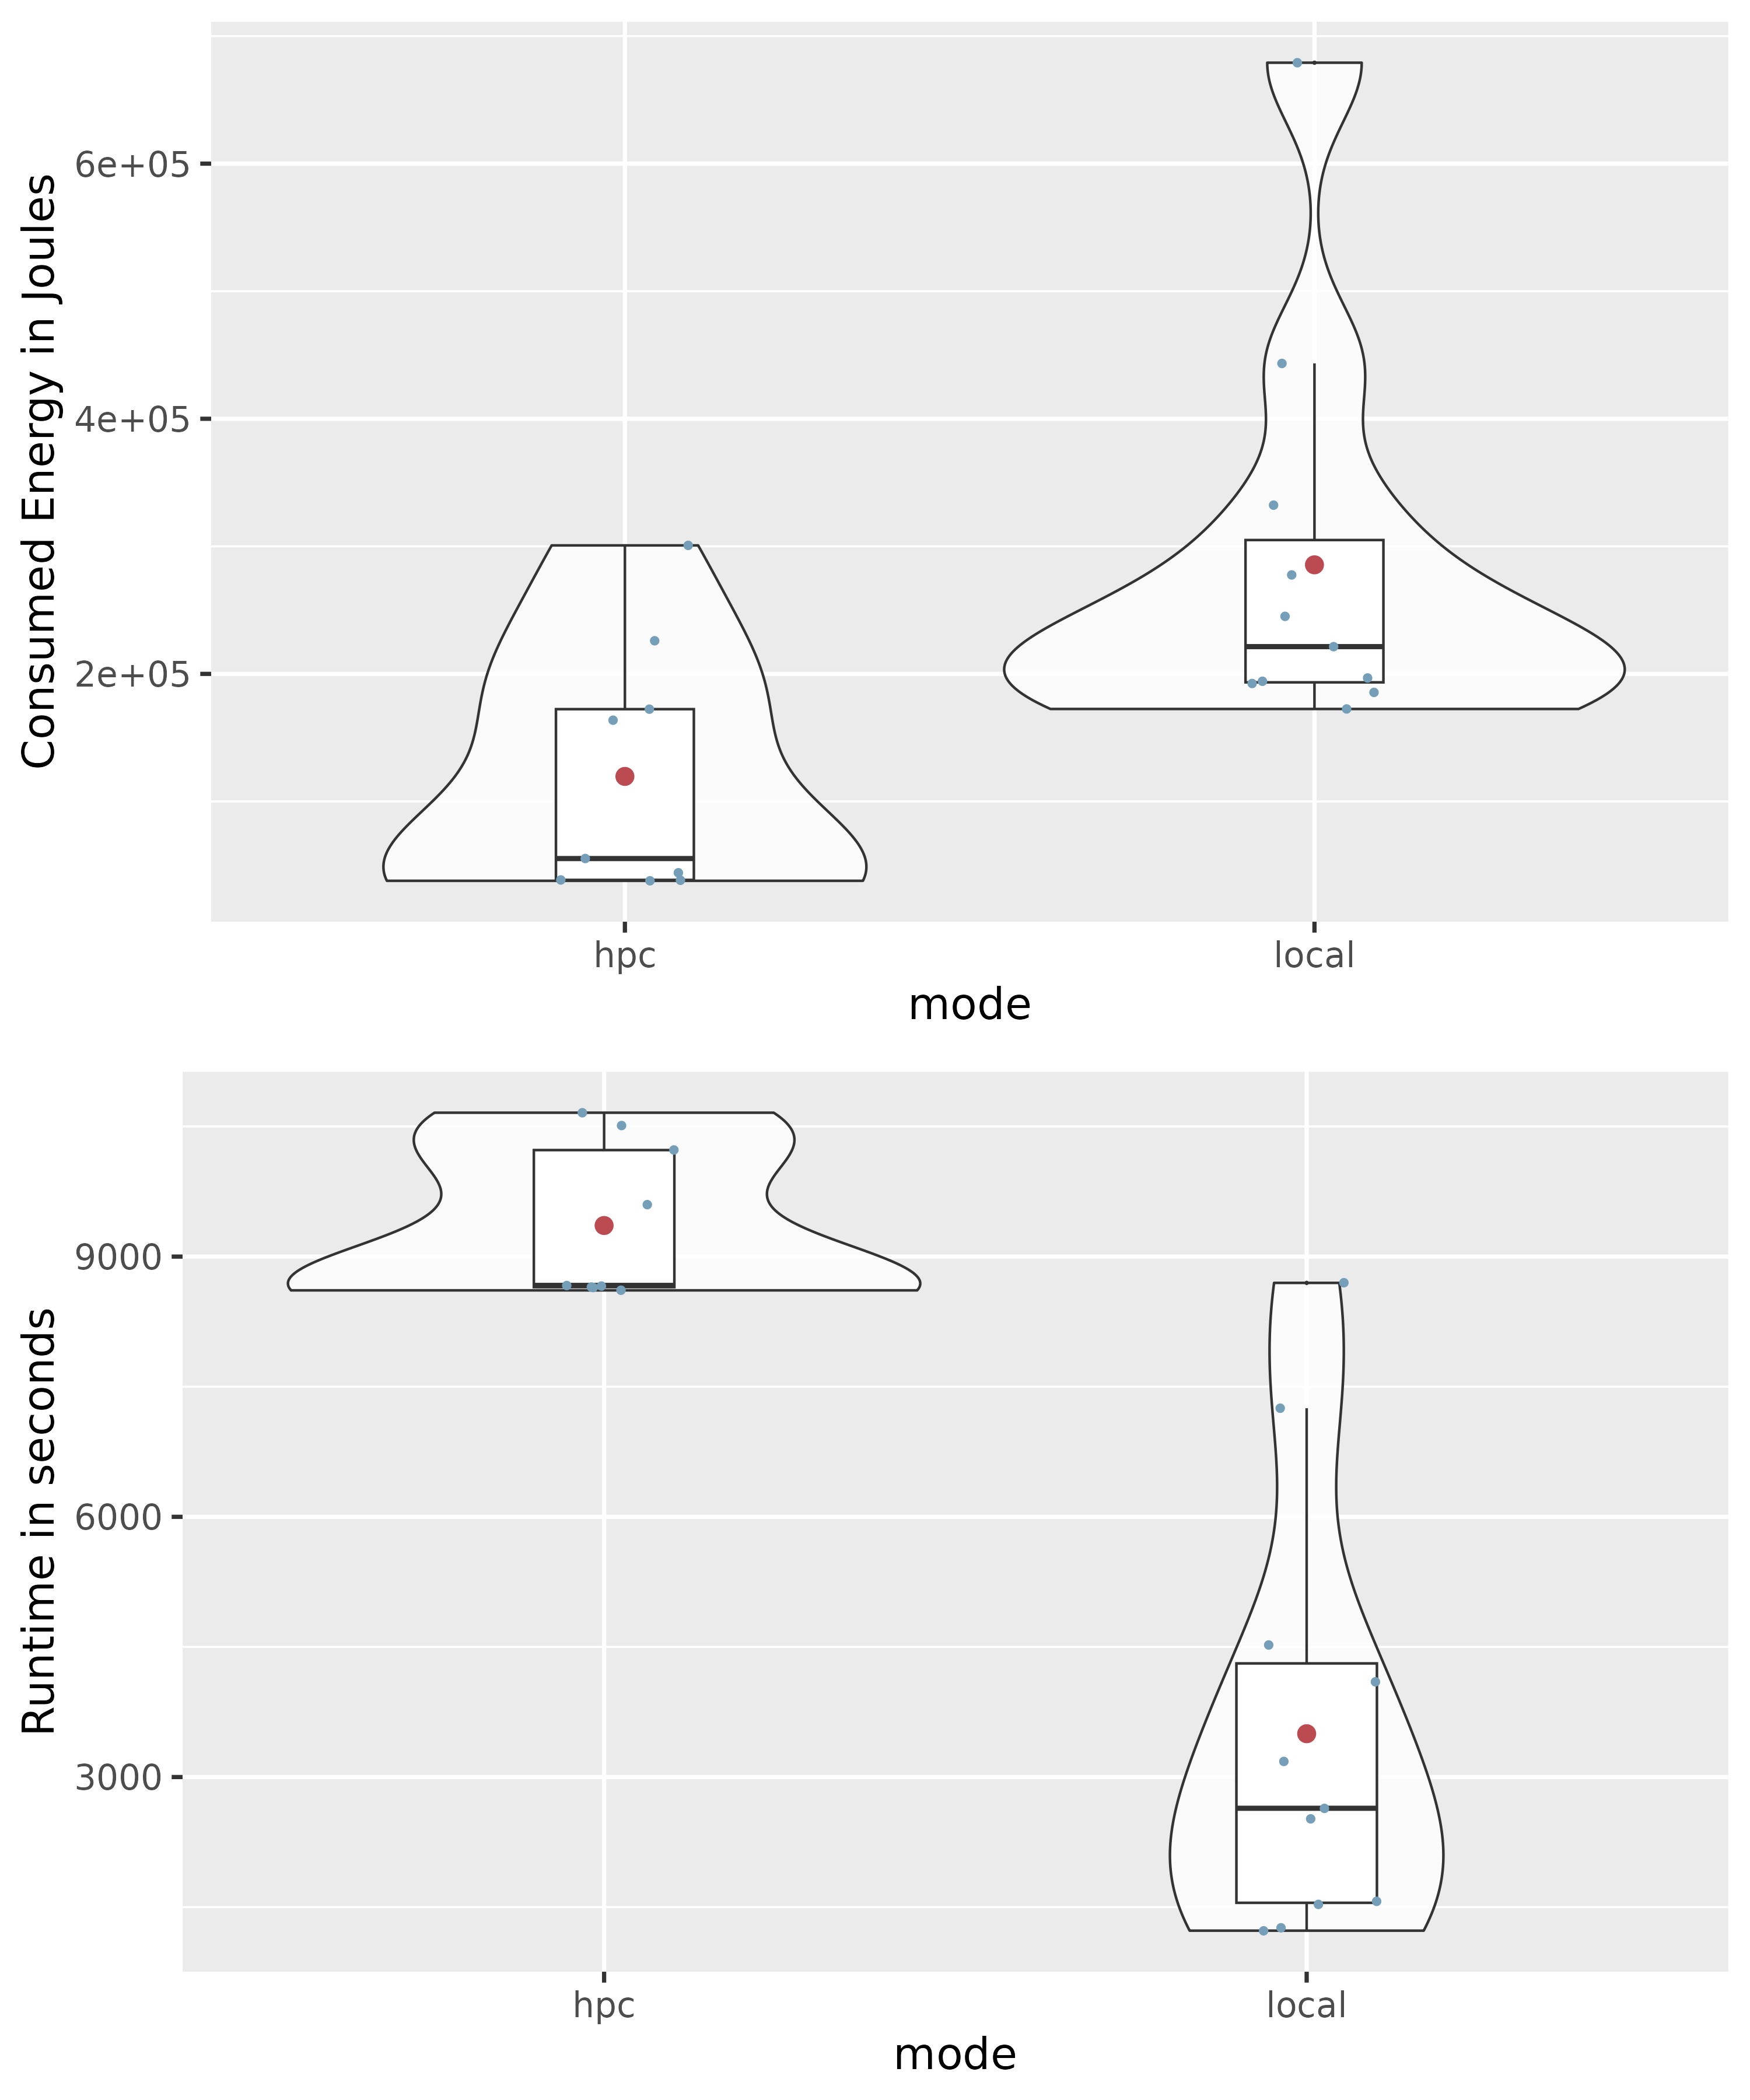 Consumed Energy in Joules
6e+05
4e+05
2e+05
hpc
local
mode
Runtime in seconds
9000
6000
3000
hpc
local
mode